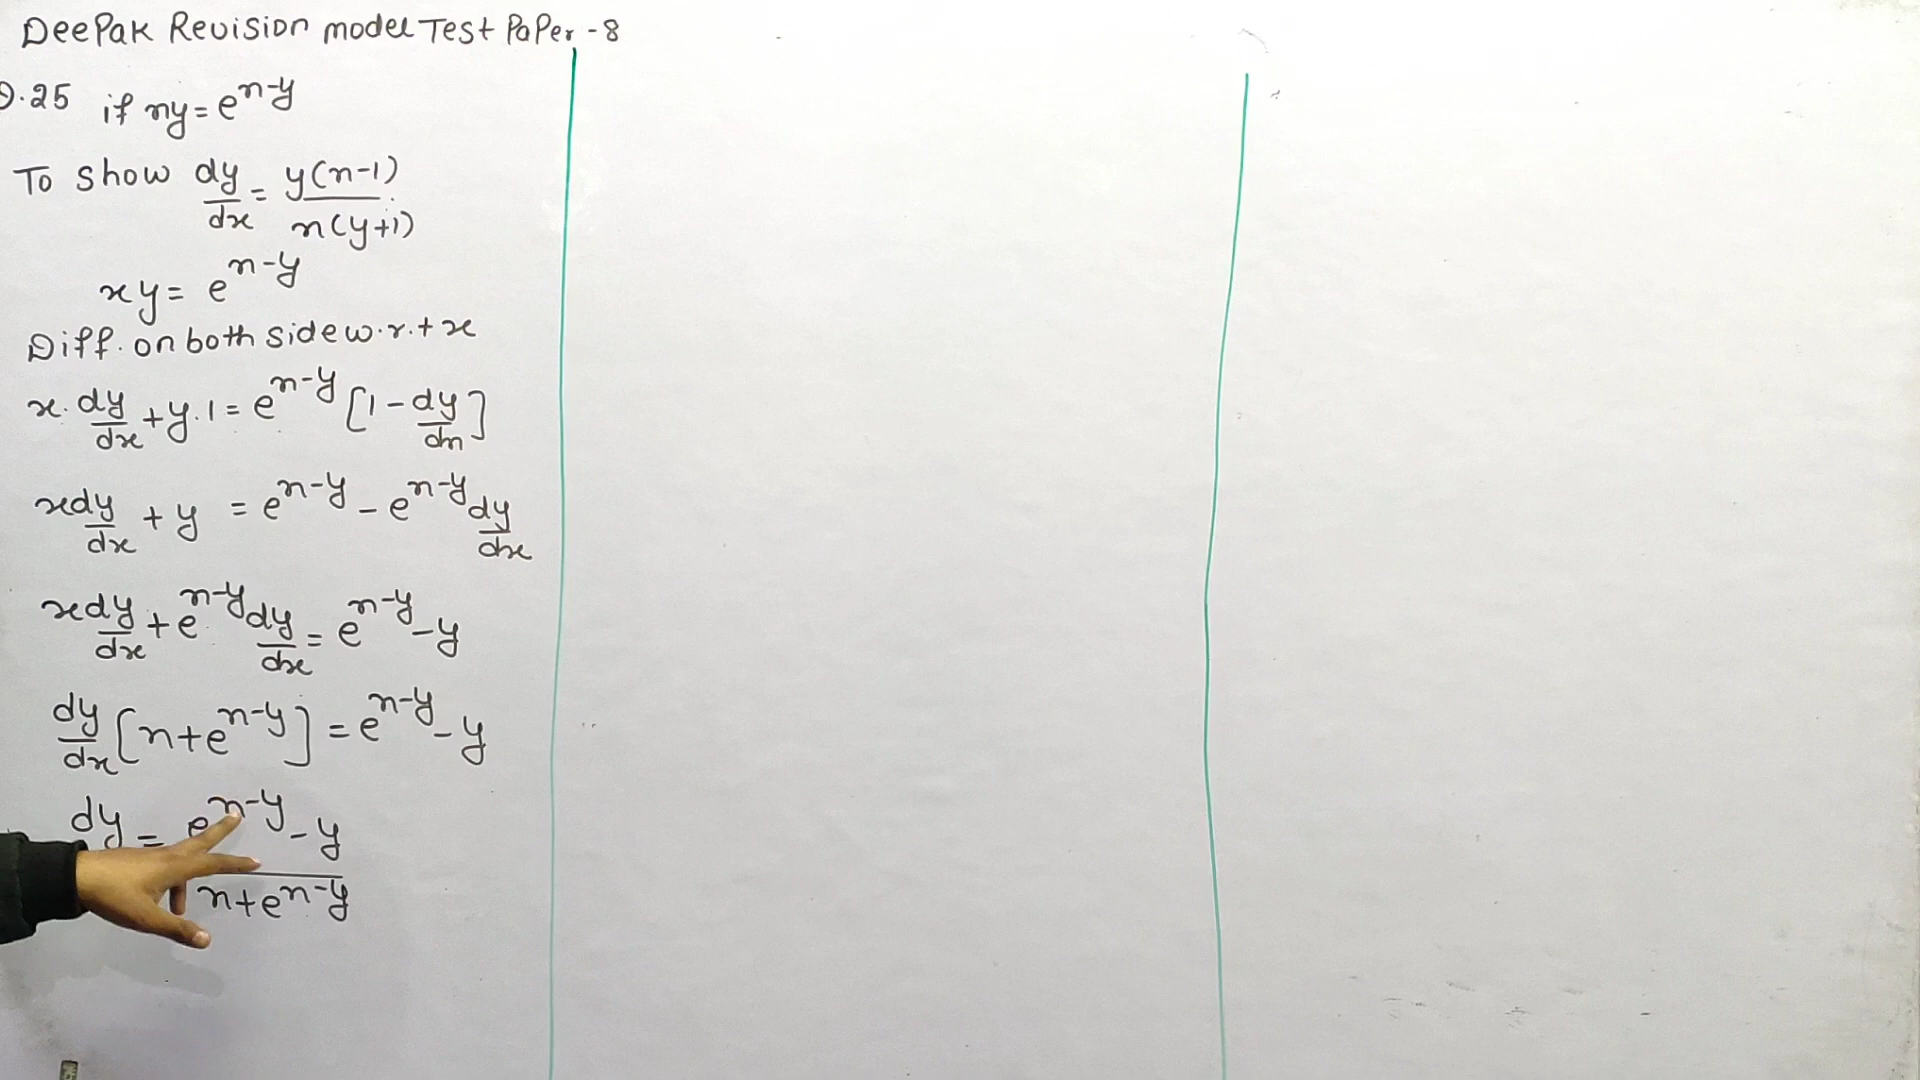 DeePak Revision model Test PaPer - 8
Q.25 if xy = e^{x-y}
To show dy/dx = y(x-1)/x(y+1)
xy = e^{x-y}
Diff. on both side w.r.t x
x. dy/dx + y.1 = e^{x-y} [1 - dy/dx]
x dy/dx + y = e^{x-y} - e^{x-y} dy/dx
x dy/dx + e^{x-y} dy/dx = e^{x-y} - y
dy/dx [x + e^{x-y}] = e^{x-y} - y
dy = e^{x-y} - y / x + e^{x-y}